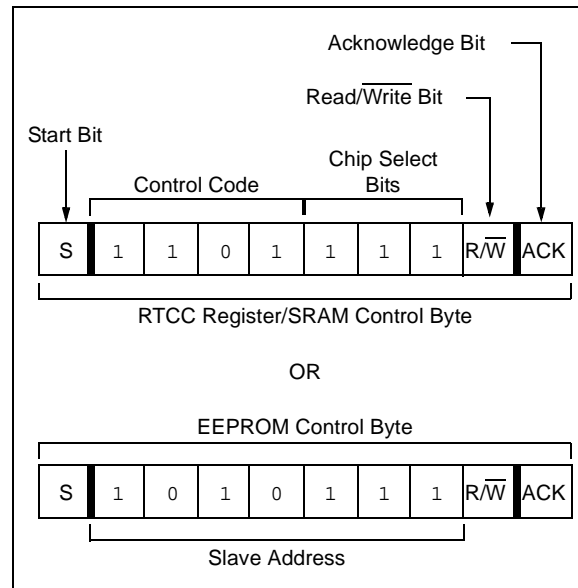 Acknowledge Bit
Read/Write Bit
Start Bit
Chip Select
Control Code Bits
S 1 1 0 1 1 1 1 R/W ACK
RTCC Register/SRAM Control Byte
OR
EEPROM Control Byte
S 1 0 1 0 1 1 1 R/W ACK
Slave Address